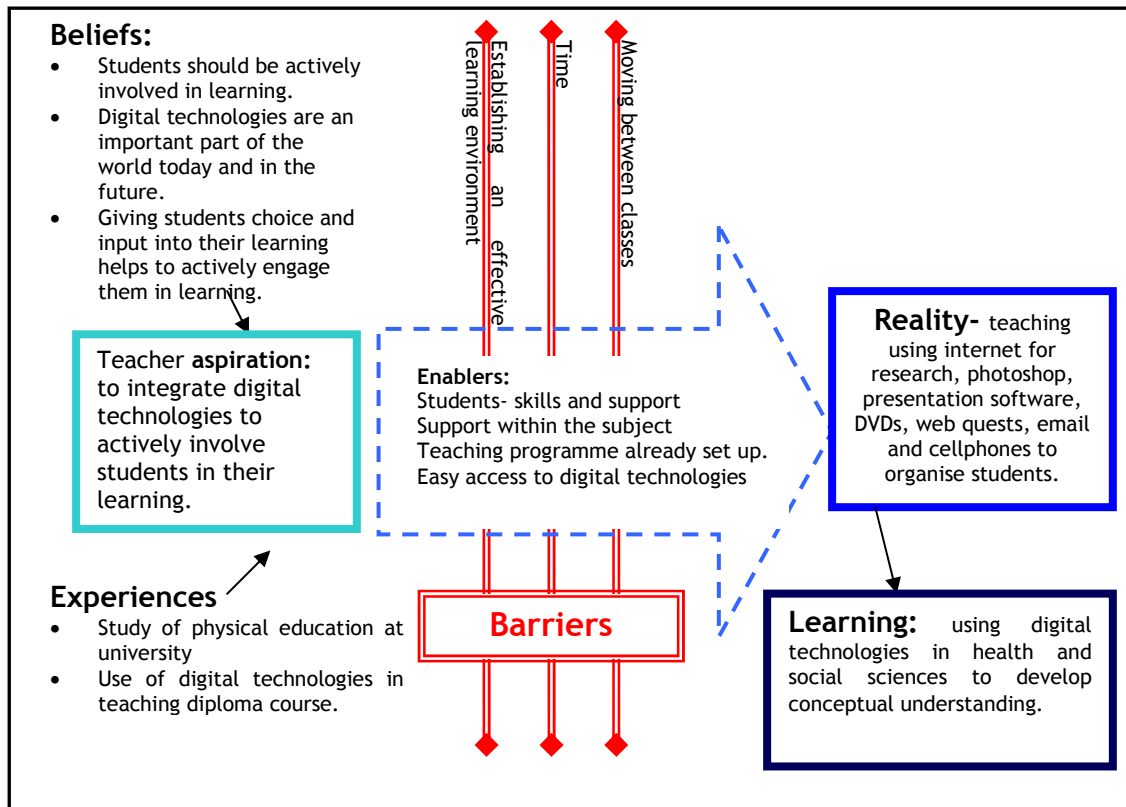 Beliefs:
• Students should be actively
involved in learning.
• Digital technologies are an
important part of the
world today and in the
future.
• Giving students choice and
input into their learning
helps to actively engage
them in learning.
Teacher aspiration:
to integrate digital
technologies to
actively involve
students in their
learning.
Experiences
• Study of physical education at
university
• Use of digital technologies in
teaching diploma course.
Establishing an effective
learning environment
Time
Moving between classes
Enablers:
Students- skills and support
Support within the subject
Teaching programme already set up.
Easy access to digital technologies
Barriers
Reality- teaching
using internet for
research, photoshop,
presentation software,
DVDs, web quests, email
and cellphones to
organise students.
Learning: using digital
technologies in health and
social sciences to develop
conceptual understanding.